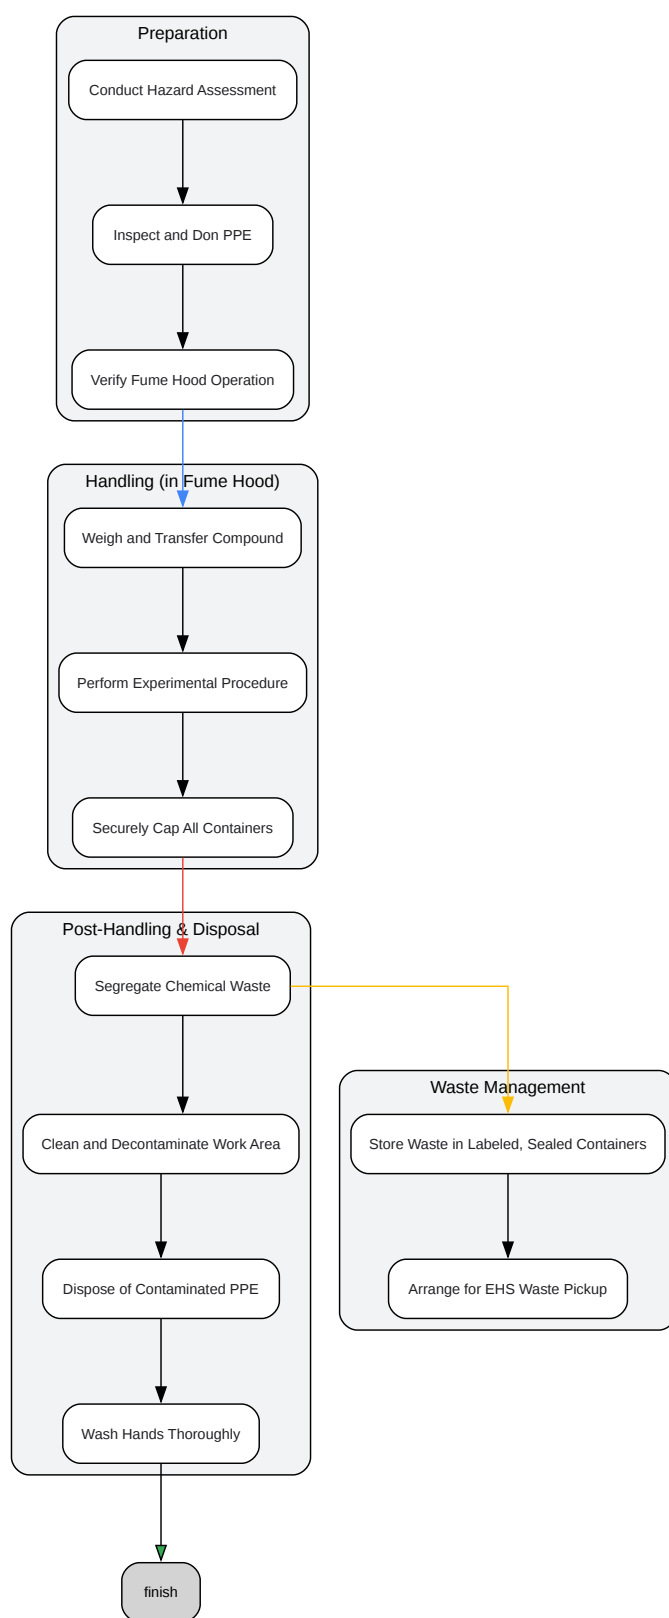 Preparation
Conduct Hazard Assessment
Inspect and Don PPE
Verify Fume Hood Operation
Handling (in Fume Hood)
Weigh and Transfer Compound
Perform Experimental Procedure
Securely Cap All Containers
Post-Handling & Disposal
Segregate Chemical Waste
Clean and Decontaminate Work Area
Dispose of Contaminated PPE
Wash Hands Thoroughly
Waste Management
Store Waste in Labeled, Sealed Containers
Arrange for EHS Waste Pickup
finish